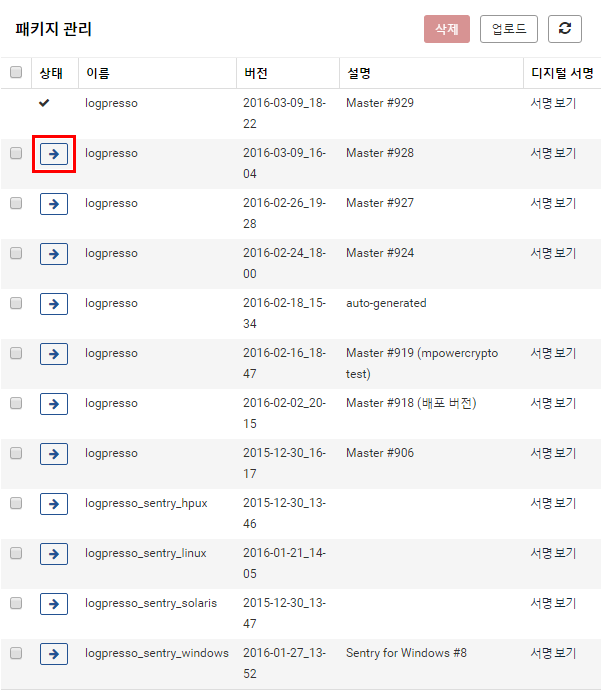 패키지 관리
삭제
업로드
상태 이름 버전 설명 디지털 서명
logpresso 2016-03-09_18- Master #929 서명 보기
22
logpresso 2016-03-09_16- Master #928 서명 보기
04
logpresso 2016-02-26_19- Master #927 서명 보기
28
logpresso 2016-02-24_18- Master #924 서명 보기
00
logpresso 2016-02-18_15- auto-generated
34
logpresso 2016-02-16_18- Master #919 (mpowercrypto 서명 보기
47 test)
logpresso 2016-02-02_20- Master #918 (배포 버전) 서명 보기
15
logpresso 2015-12-30_16- Master #906 서명 보기
17
logpresso_sentry_hpux 2015-12-30_13- 서명 보기
46
logpresso_sentry_linux 2016-01-21_14- 서명 보기
05
logpresso_sentry_solaris 2015-12-30_13- 서명 보기
47
logpresso_sentry_windows 2016-01-27_13- Sentry for Windows #8 서명 보기
52